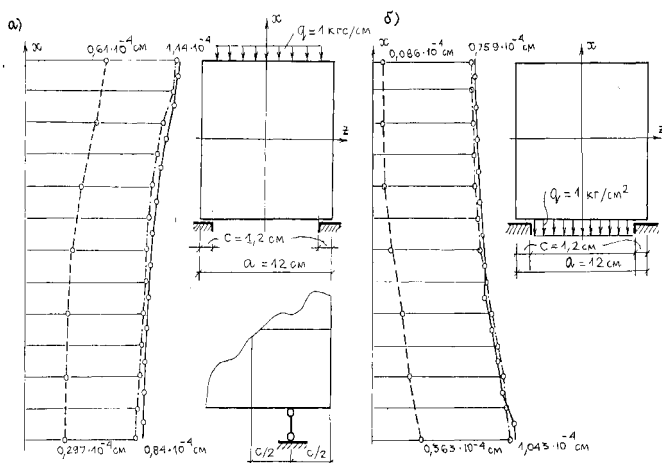 а)
x
0,61·10⁻⁴ см
1,14·10⁻⁴
x
q = 1 кгс/см
z
C = 1,2 см
a = 12 см
C/2
C/2
0,297·10⁻⁴ см
0,84·10⁻⁴ см
б)
x
0,086·10⁻⁴ см
0,759·10⁻⁴ см
x
z
q = 1 кг/см²
C = 1,2 см
a = 12 см
0,363·10⁻⁴ см
1,043·10⁻⁴ см